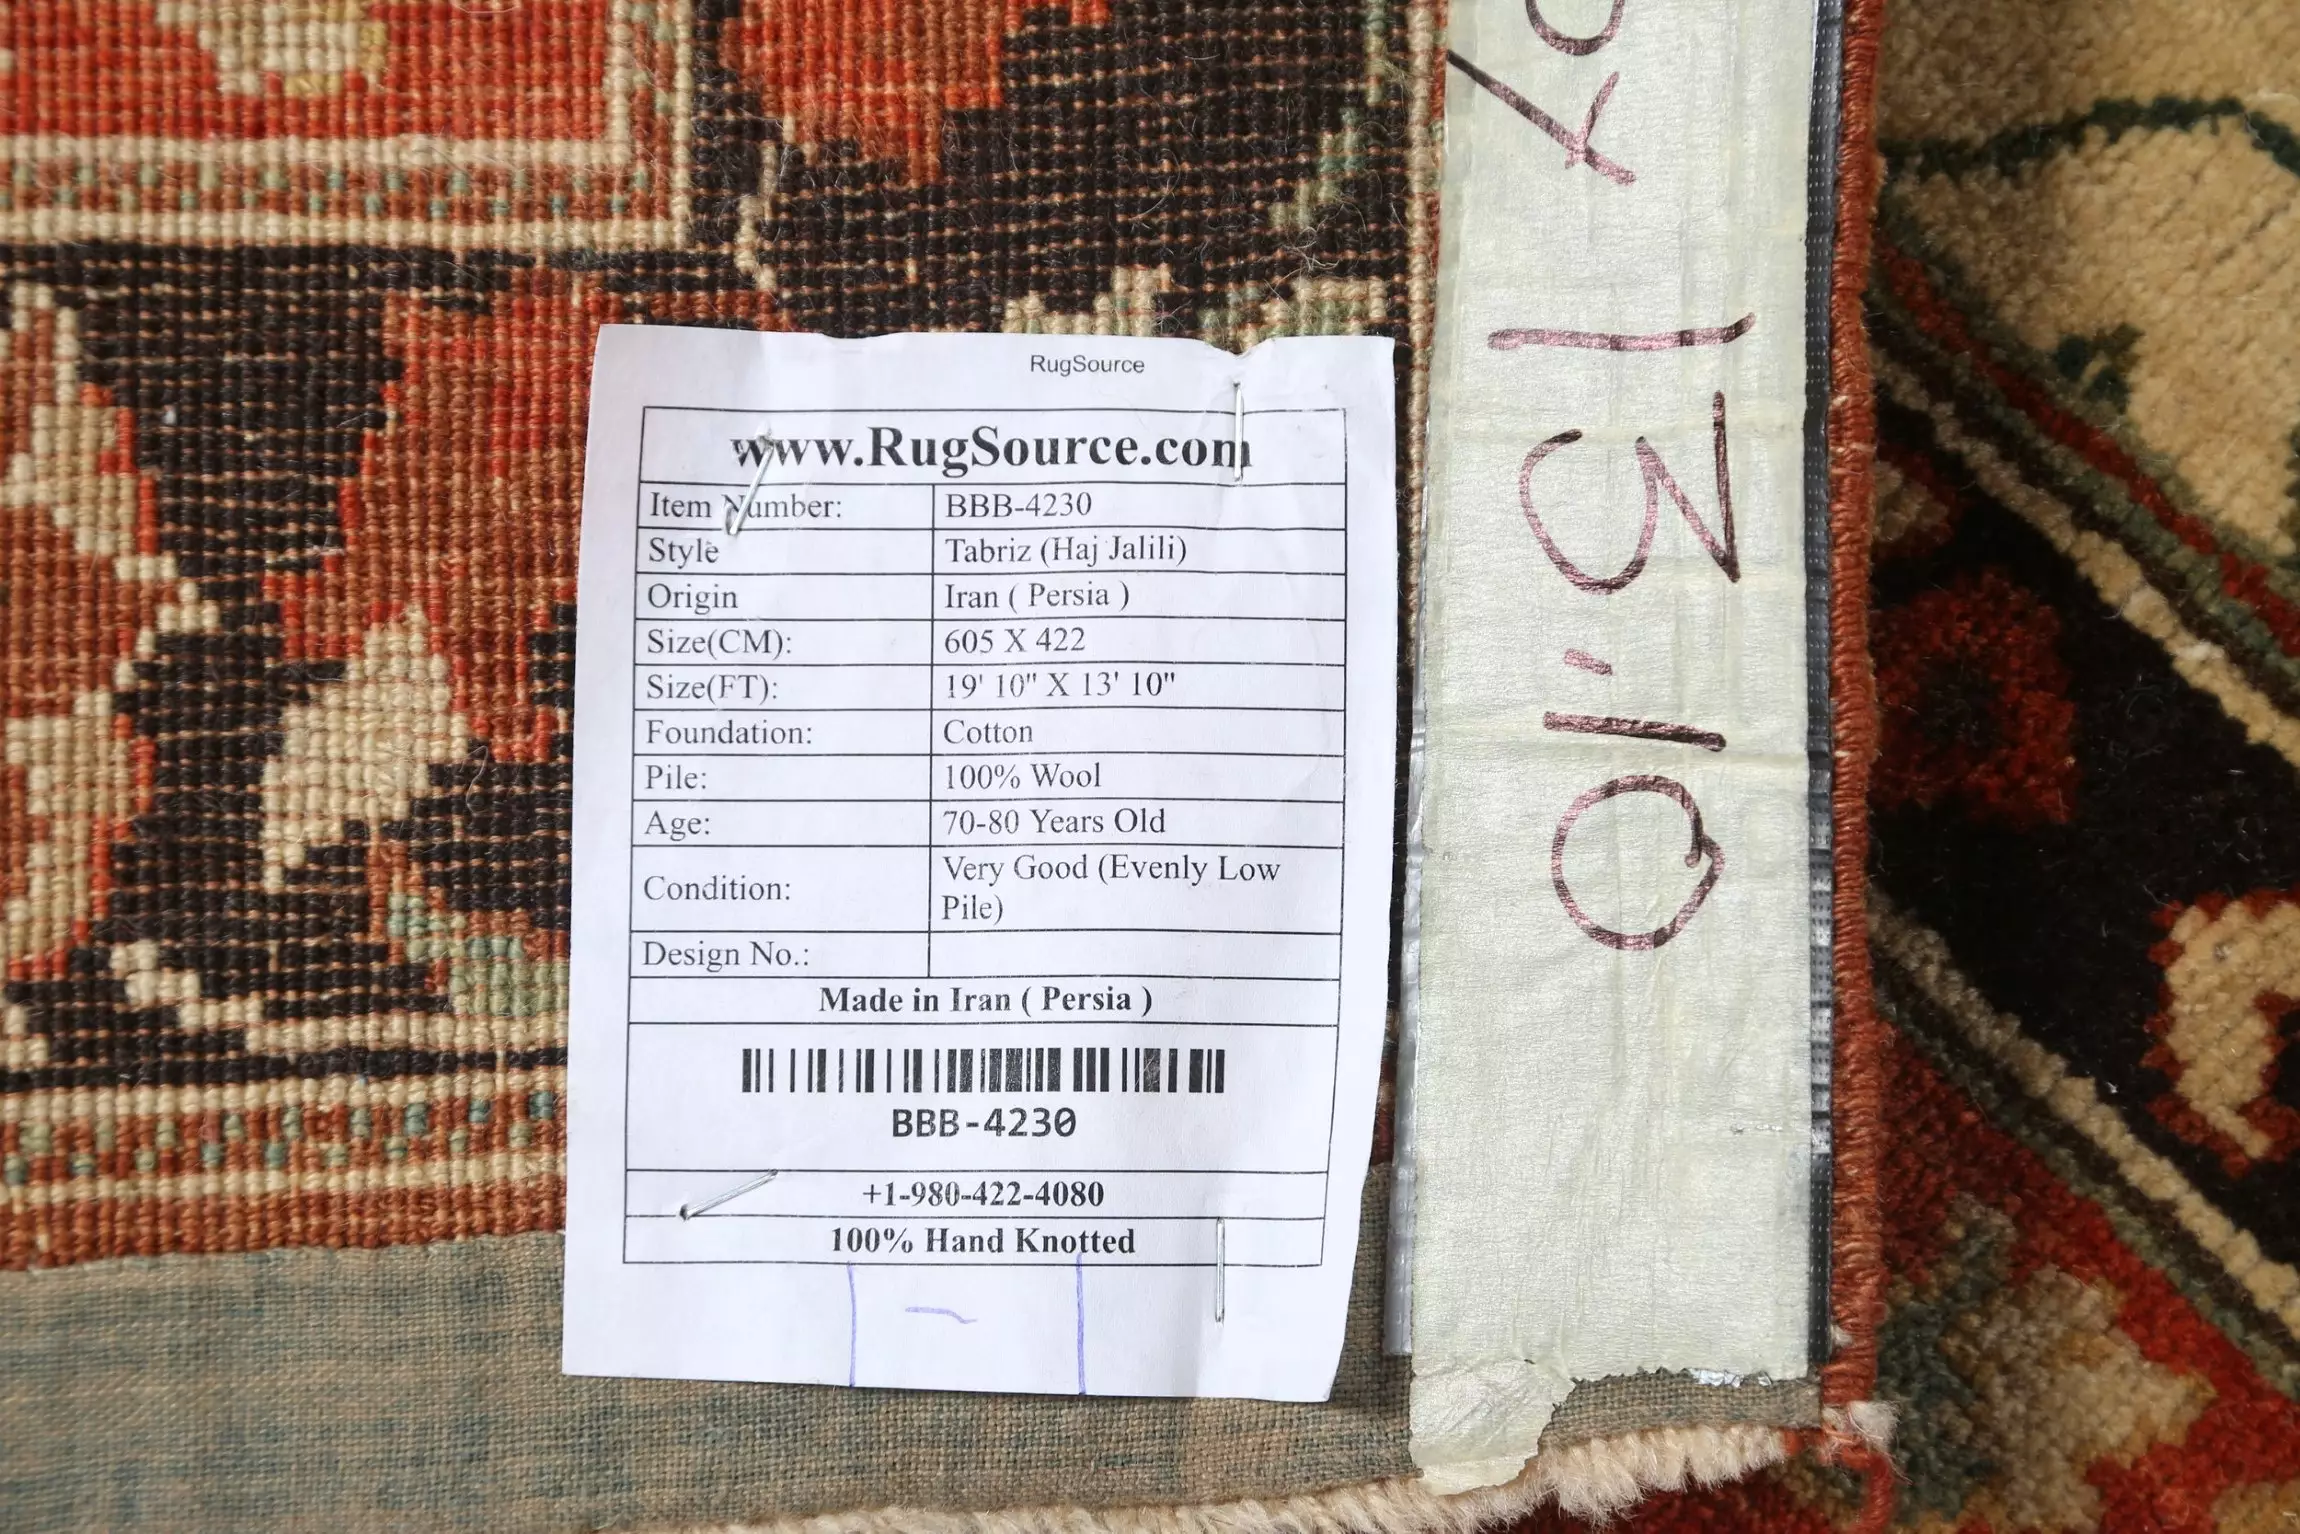 RugSource
www.RugSource.com
Item Number: BBB-4230
Style Tabriz (Haj Jalili)
Origin Iran ( Persia )
Size(CM): 605 X 422
Size(FT): 19' 10" X 13' 10"
Foundation: Cotton
Pile: 100% Wool
Age: 70-80 Years Old
Condition: Very Good (Evenly Low
Pile)
Design No.:
Made in Iran ( Persia )
BBB-4230
+1-980-422-4080
100% Hand Knotted
13'.10